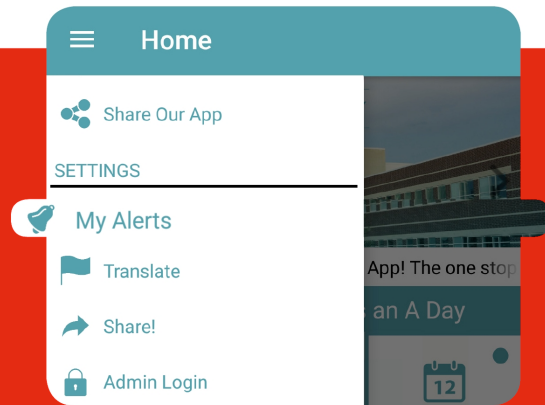 Home
Share Our App
SETTINGS
My Alerts
Translate
App! The one stop
an A Day
Share!
Admin Login
12